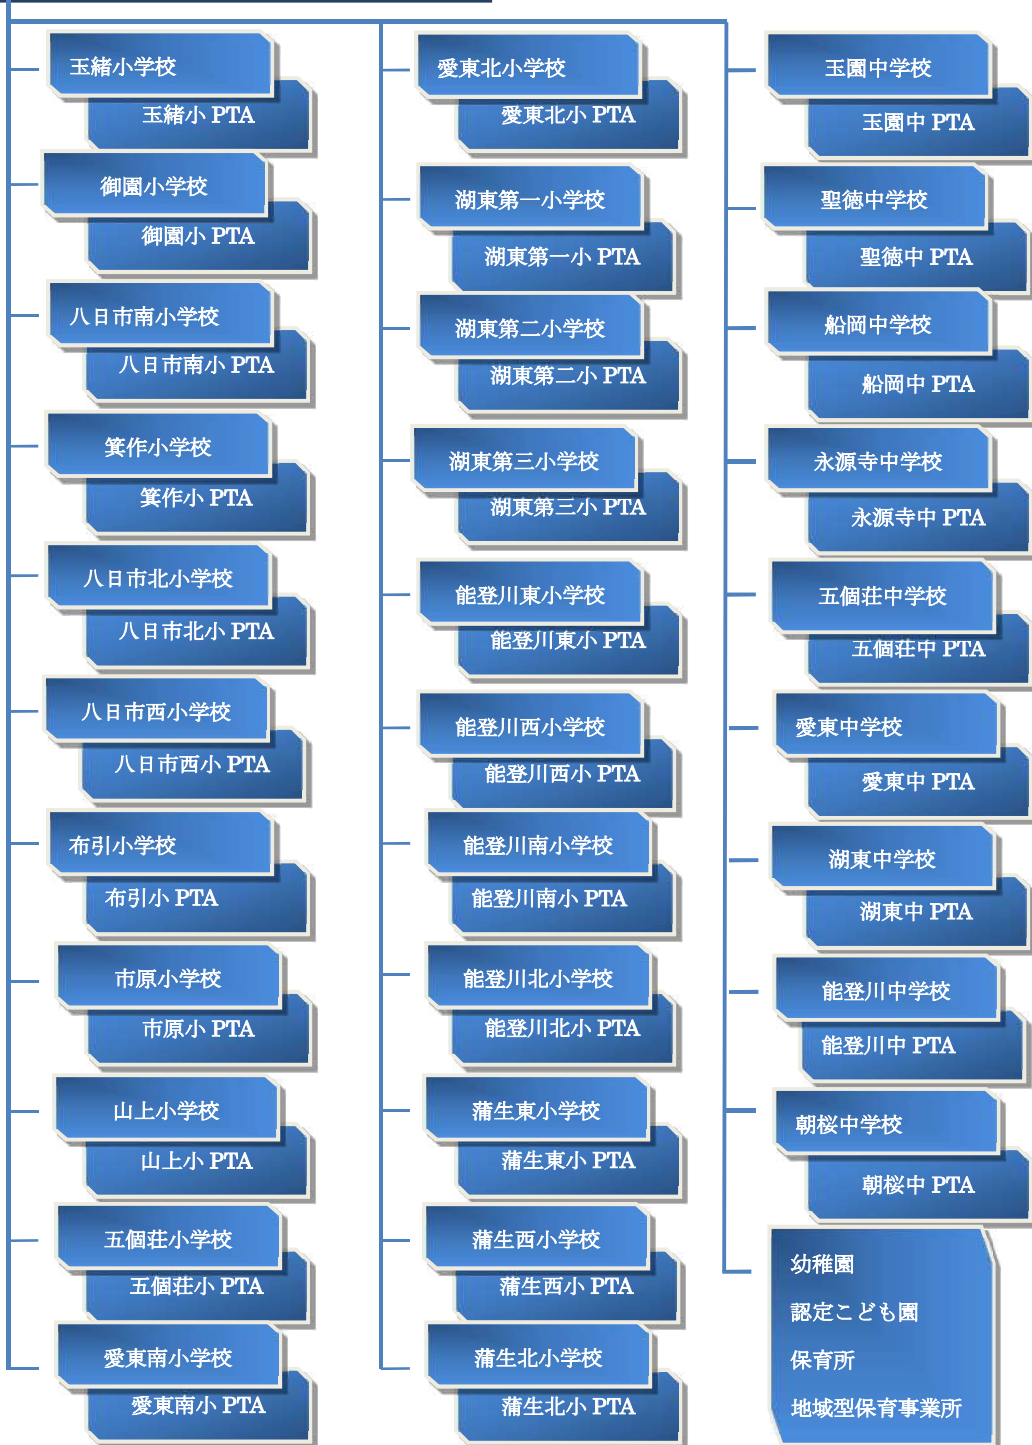 玉緒小学校
玉緒小 PTA
御園小学校
御園小 PTA
八日市南小学校
八日市南小 PTA
箕作小学校
箕作小 PTA
八日市北小学校
八日市北小 PTA
八日市西小学校
八日市西小 PTA
布引小学校
布引小 PTA
市原小学校
市原小 PTA
山上小学校
山上小 PTA
五個荘小学校
五個荘小 PTA
愛東南小学校
愛東南小 PTA
愛東北小学校
愛東北小 PTA
湖東第一小学校
湖東第一小 PTA
湖東第二小学校
湖東第二小 PTA
湖東第三小学校
湖東第三小 PTA
能登川東小学校
能登川東小 PTA
能登川西小学校
能登川西小 PTA
能登川南小学校
能登川南小 PTA
能登川北小学校
能登川北小 PTA
蒲生東小学校
蒲生東小 PTA
蒲生西小学校
蒲生西小 PTA
蒲生北小学校
蒲生北小 PTA
玉園中学校
玉園中 PTA
聖徳中学校
聖徳中 PTA
船岡中学校
船岡中 PTA
永源寺中学校
永源寺中 PTA
五個荘中学校
五個荘中 PTA
愛東中学校
愛東中 PTA
湖東中学校
湖東中 PTA
能登川中学校
能登川中 PTA
朝桜中学校
朝桜中 PTA
幼稚園
認定こども園
保育所
地域型保育事業所